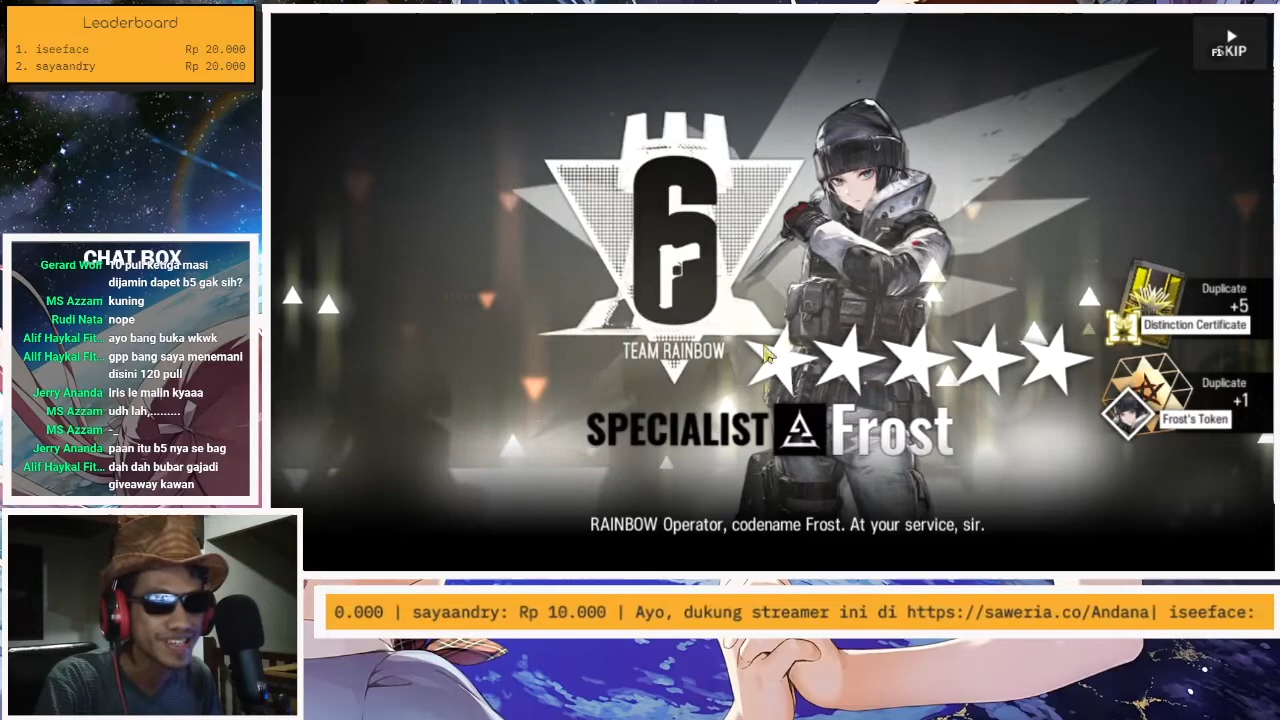 Leaderboard
1. iseeface Rp 20.000
2. sayaandry Rp 20.000
CHAT BOX
Gerard Wolf 10 pull ketiga masi
dijamin dapet b5 gak sih?
MS Azzam kuning
Rudi Nata nope
Alif Haykal Fit... ayo bang buka wkwk
Alif Haykal Fit... gpp bang saya menemani
disini 120 pull
Jerry Ananda iris le malin kyaaa
MS Azzam udh lah,.........
MS Azzam -_
Jerry Ananda paan itu b5 nya se bag
Alif Haykal Fit... dah dah bubar gajadi
giveaway kawan
F1 SKIP
6
TEAM RAINBOW
SPECIALIST Frost
RAINBOW Operator, codename Frost. At your service, sir.
Duplicate
+5
Distinction Certificate
Duplicate
+1
Frost's Token
0.000 | sayaandry: Rp 10.000 | Ayo, dukung streamer ini di https://saweria.co/Andana| iseeface: